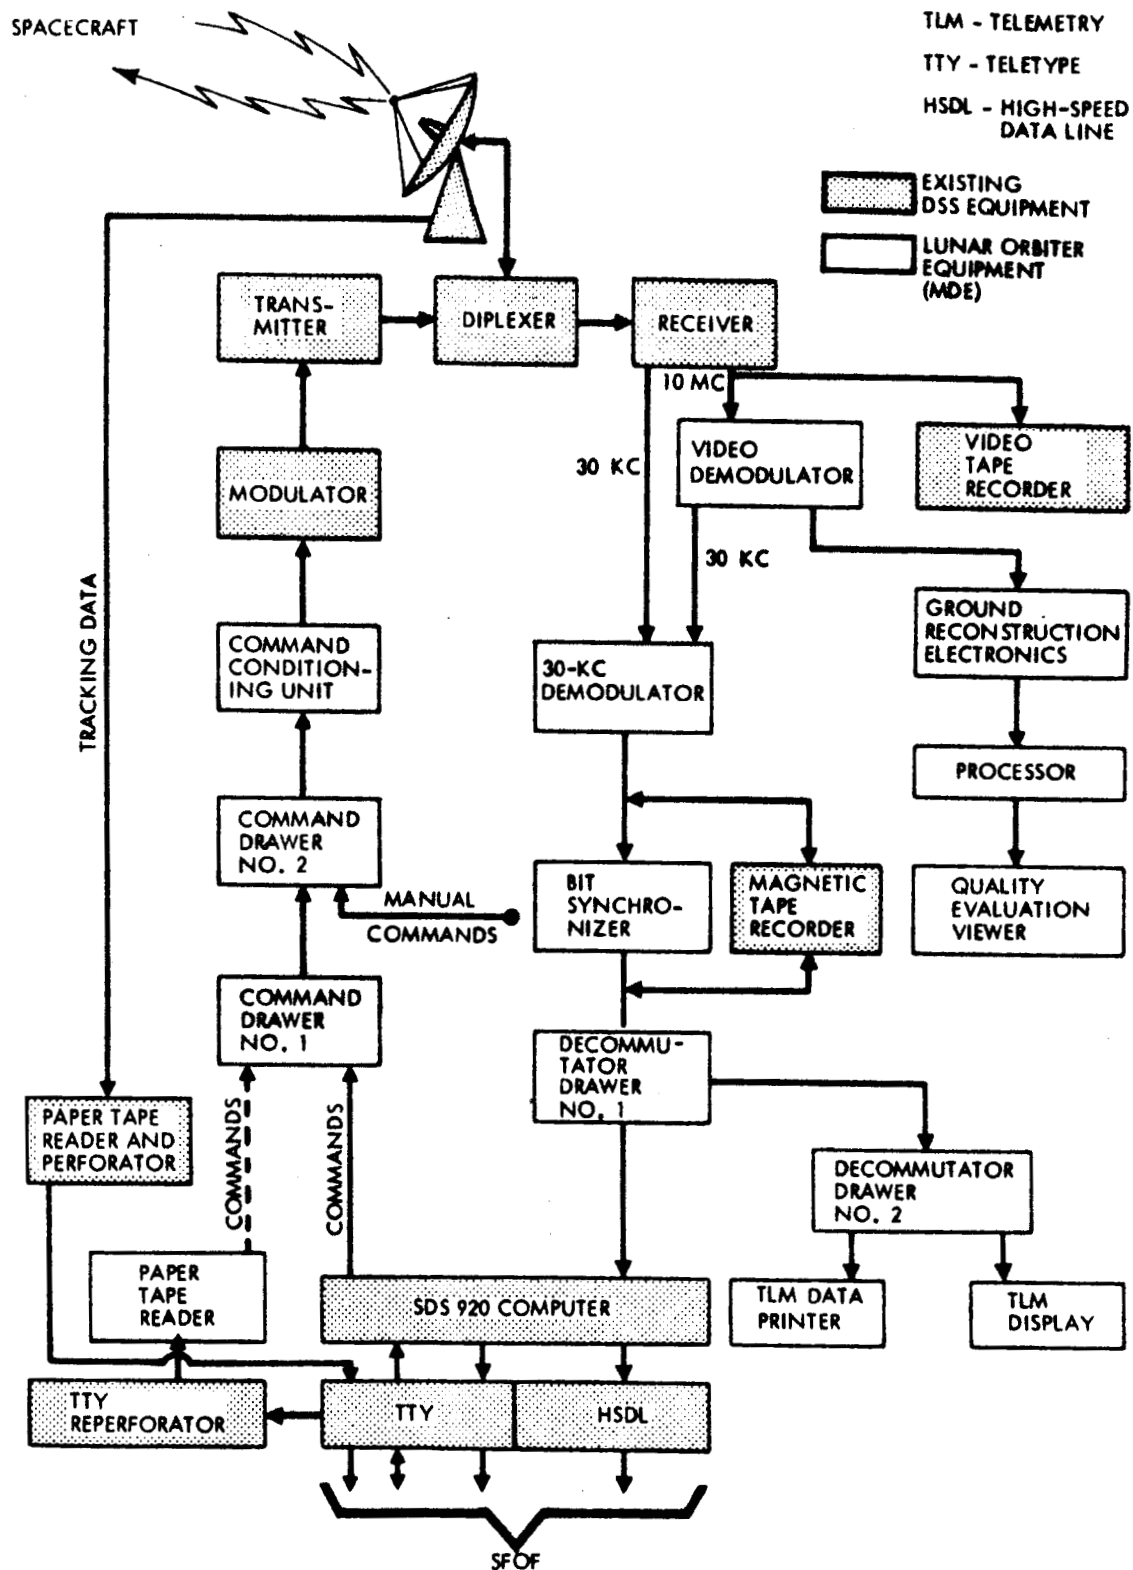 SPACECRAFT
TLM - TELEMETRY
TTY - TELETYPE
HSDL - HIGH-SPEED
DATA LINE
EXISTING
DSS EQUIPMENT
LUNAR ORBITER
EQUIPMENT
(MDE)
TRANS-
MITTER
DIPLEXER
RECEIVER
10 MC
30 KC
VIDEO
DEMODULATOR
VIDEO
TAPE
RECORDER
MODULATOR
30 KC
TRACKING DATA
COMMAND
CONDITION-
ING UNIT
30-KC
DEMODULATOR
GROUND
RECONSTRUCTION
ELECTRONICS
PROCESSOR
COMMAND
DRAWER
NO. 2
MANUAL
COMMANDS
BIT
SYNCHRO-
NIZER
MAGNETIC
TAPE
RECORDER
QUALITY
EVALUATION
VIEWER
COMMAND
DRAWER
NO. 1
DECOMMU-
TATOR
DRAWER
NO. 1
PAPER TAPE
READER AND
PERFORATOR
COMMANDS
COMMANDS
DECOMMUTATOR
DRAWER
NO. 2
PAPER
TAPE
READER
SDS 920 COMPUTER
TLM DATA
PRINTER
TLM
DISPLAY
TTY
REPERFORATOR
TTY
HSDL
SFOF